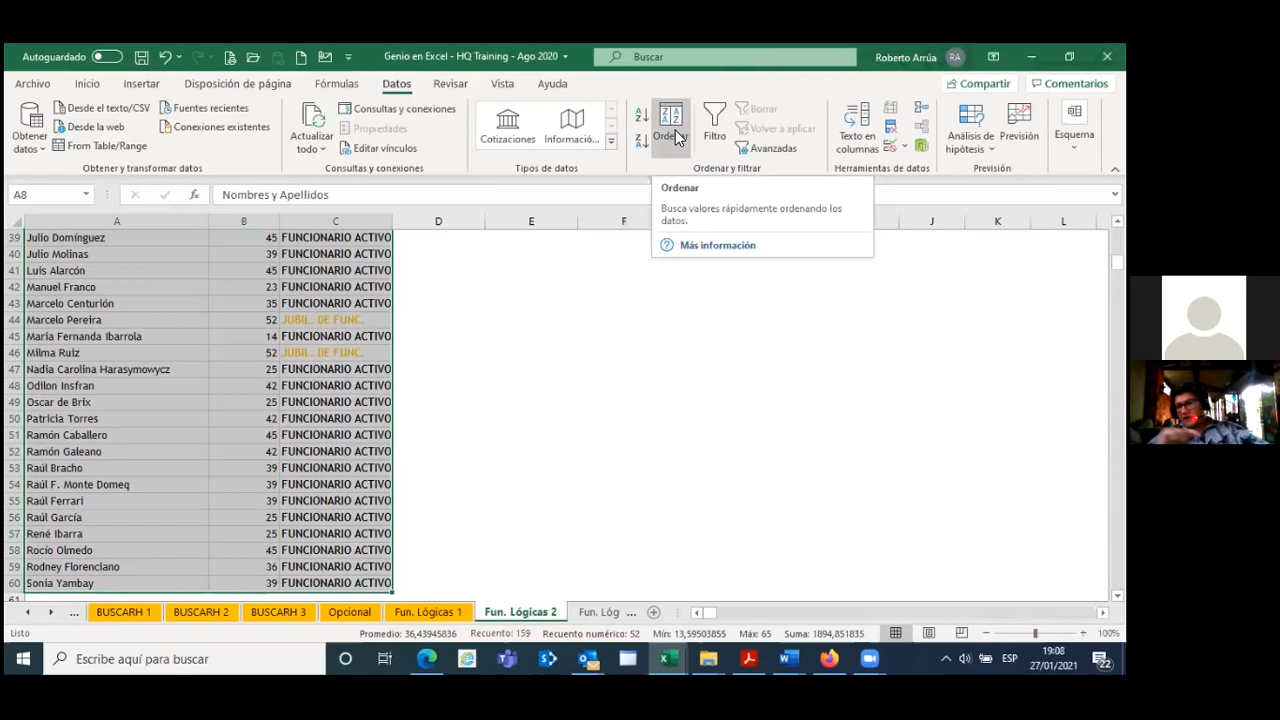 Autoguardado
Genio en Excel - HQ Training - Ago 2020
Buscar
Roberto Arrúa
RA
Archivo Inicio Insertar Disposición de página Fórmulas Datos Revisar Vista Ayuda
Compartir Comentarios
Obtener datos
Desde el texto/CSV
Desde la web
From Table/Range
Fuentes recientes
Conexiones existentes
Actualizar todo
Consultas y conexiones
Propiedades
Editar vínculos
Cotizaciones
Informació...
Ordenar
Filtro
Borrar
Volver a aplicar
Avanzadas
Texto en columnas
Análisis de hipótesis
Previsión
Esquema
Obtener y transformar datos
Consultas y conexiones
Tipos de datos
Ordenar y filtrar
Herramientas de datos
Previsión
A8
fx
Nombres y Apellidos
Ordenar
Busca valores rápidamente ordenando los
datos.
Más información
A B C D E F J K L
39 Julio Domínguez 45 FUNCIONARIO ACTIVO
40 Julio Molinas 39 FUNCIONARIO ACTIVO
41 Luis Alarcón 45 FUNCIONARIO ACTIVO
42 Manuel Franco 23 FUNCIONARIO ACTIVO
43 Marcelo Centurión 35 FUNCIONARIO ACTIVO
44 Marcelo Pereira 52 JUBIL. DE FUNC.
45 Maria Fernanda Ibarrola 14 FUNCIONARIO ACTIVO
46 Milma Ruiz 52 JUBIL. DE FUNC.
47 Nadia Carolina Harasymowycz 25 FUNCIONARIO ACTIVO
48 Odilon Insfran 42 FUNCIONARIO ACTIVO
49 Oscar de Brix 25 FUNCIONARIO ACTIVO
50 Patricia Torres 42 FUNCIONARIO ACTIVO
51 Ramón Caballero 45 FUNCIONARIO ACTIVO
52 Ramón Galeano 42 FUNCIONARIO ACTIVO
53 Raúl Bracho 39 FUNCIONARIO ACTIVO
54 Raúl F. Monte Domeq 39 FUNCIONARIO ACTIVO
55 Raúl Ferrari 39 FUNCIONARIO ACTIVO
56 Raúl García 25 FUNCIONARIO ACTIVO
57 René Ibarra 25 FUNCIONARIO ACTIVO
58 Rocío Olmedo 45 FUNCIONARIO ACTIVO
59 Rodney Florenciano 36 FUNCIONARIO ACTIVO
60 Sonia Yambay 39 FUNCIONARIO ACTIVO
... BUSCARH 1 BUSCARH 2 BUSCARH 3 Opcional Fun. Lógicas 1 Fun. Lógicas 2 Fun. Lóg ...
Listo
Promedio: 36,43945836 Recuento: 159 Recuento numérico: 52 Mín: 13,59503855 Máx: 65 Suma: 1894,851835
100%
Escribe aquí para buscar
ESP
19:08
27/01/2021
22